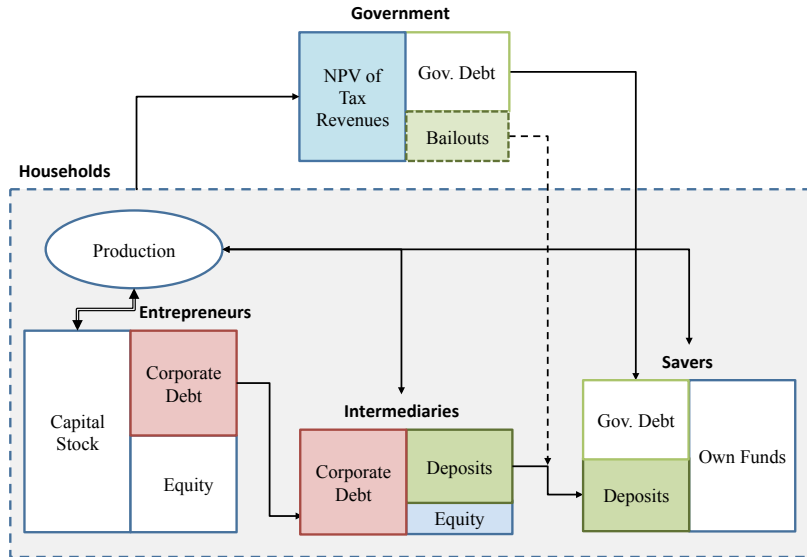 Government
NPV of
Tax
Revenues
Gov. Debt
Bailouts
Households
Production
Entrepreneurs
Capital
Stock
Corporate
Debt
Equity
Intermediaries
Corporate
Debt
Deposits
Equity
Savers
Gov. Debt
Deposits
Own Funds